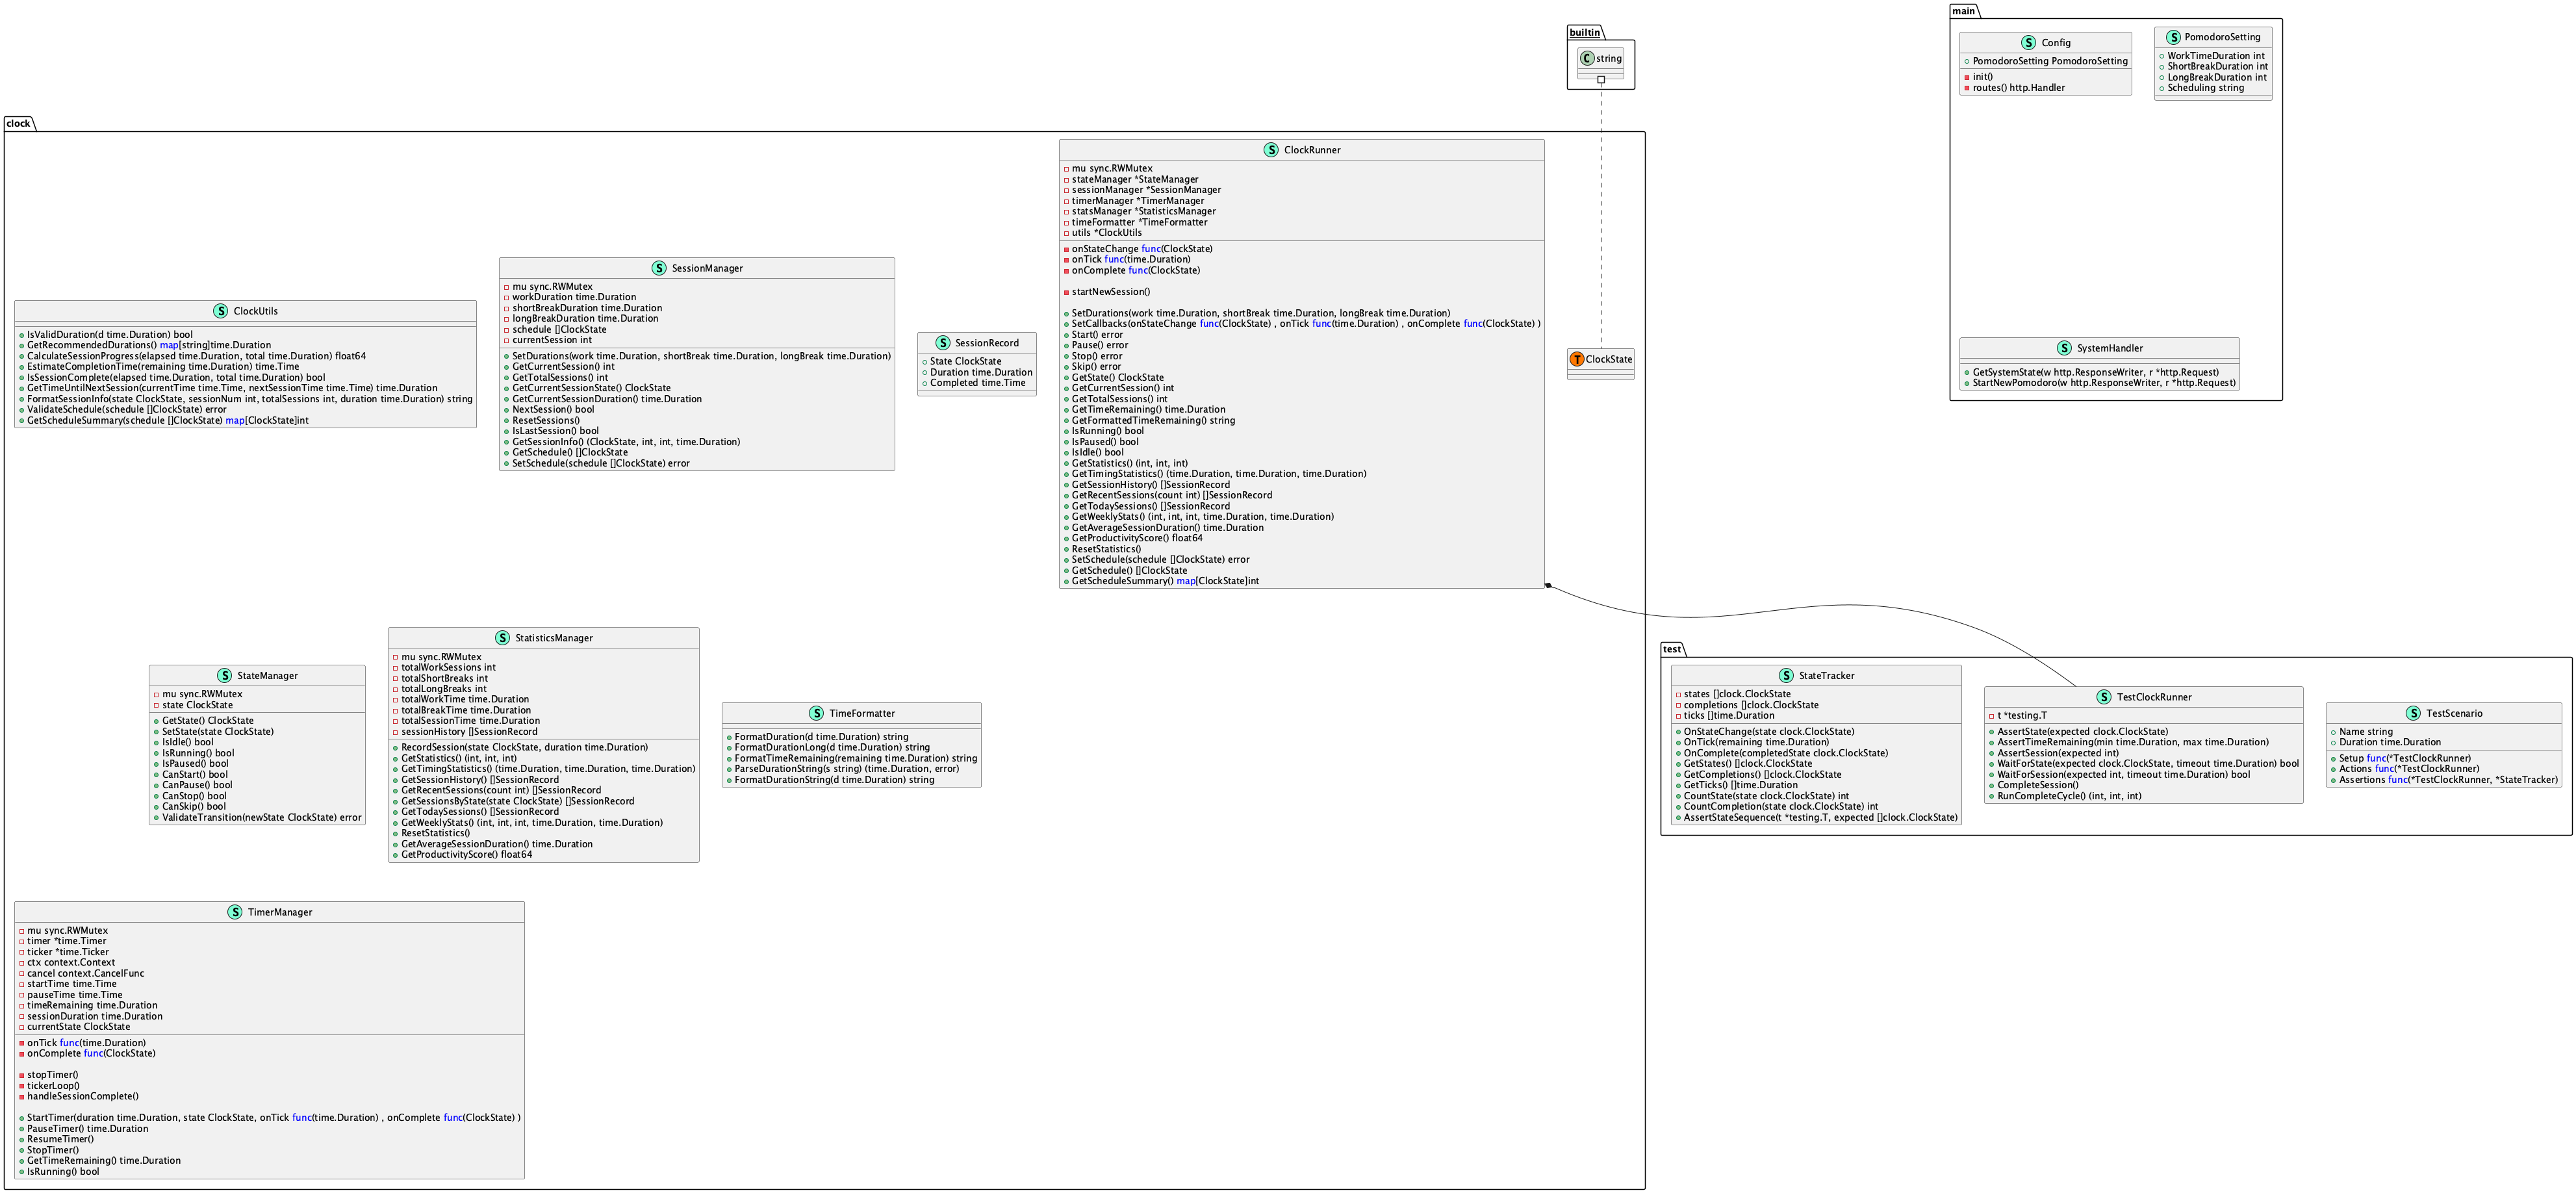 builtin
C string
main
S Config
PomodoroSetting PomodoroSetting
init()
routes() http.Handler
S PomodoroSetting
WorkTimeDuration int
ShortBreakDuration int
LongBreakDuration int
Scheduling string
S SystemHandler
GetSystemState(w http.ResponseWriter, r *http.Request)
StartNewPomodoro(w http.ResponseWriter, r *http.Request)
clock
S ClockUtils
IsValidDuration(d time.Duration) bool
GetRecommendedDurations() map[string]time.Duration
CalculateSessionProgress(elapsed time.Duration, total time.Duration) float64
EstimateCompletionTime(remaining time.Duration) time.Time
IsSessionComplete(elapsed time.Duration, total time.Duration) bool
GetTimeUntilNextSession(currentTime time.Time, nextSessionTime time.Time) time.Duration
FormatSessionInfo(state ClockState, sessionNum int, totalSessions int, duration time.Duration) string
ValidateSchedule(schedule []ClockState) error
GetScheduleSummary(schedule []ClockState) map[ClockState]int
S SessionManager
mu sync.RWMutex
workDuration time.Duration
shortBreakDuration time.Duration
longBreakDuration time.Duration
schedule []ClockState
currentSession int
SetDurations(work time.Duration, shortBreak time.Duration, longBreak time.Duration)
GetCurrentSession() int
GetTotalSessions() int
GetCurrentSessionState() ClockState
GetCurrentSessionDuration() time.Duration
NextSession() bool
ResetSessions()
IsLastSession() bool
GetSessionInfo() (ClockState, int, int, time.Duration)
GetSchedule() []ClockState
SetSchedule(schedule []ClockState) error
S SessionRecord
State ClockState
Duration time.Duration
Completed time.Time
S ClockRunner
mu sync.RWMutex
stateManager *StateManager
sessionManager *SessionManager
timerManager *TimerManager
statsManager *StatisticsManager
timeFormatter *TimeFormatter
utils *ClockUtils
onStateChange func(ClockState)
onTick func(time.Duration)
onComplete func(ClockState)
startNewSession()
SetDurations(work time.Duration, shortBreak time.Duration, longBreak time.Duration)
SetCallbacks(onStateChange func(ClockState) , onTick func(time.Duration) , onComplete func(ClockState) )
Start() error
Pause() error
Stop() error
Skip() error
GetState() ClockState
GetCurrentSession() int
GetTotalSessions() int
GetTimeRemaining() time.Duration
GetFormattedTimeRemaining() string
IsRunning() bool
IsPaused() bool
IsIdle() bool
GetStatistics() (int, int, int)
GetTimingStatistics() (time.Duration, time.Duration, time.Duration)
GetSessionHistory() []SessionRecord
GetRecentSessions(count int) []SessionRecord
GetTodaySessions() []SessionRecord
GetWeeklyStats() (int, int, int, time.Duration, time.Duration)
GetAverageSessionDuration() time.Duration
GetProductivityScore() float64
ResetStatistics()
SetSchedule(schedule []ClockState) error
GetSchedule() []ClockState
GetScheduleSummary() map[ClockState]int
T ClockState
S StateManager
mu sync.RWMutex
state ClockState
GetState() ClockState
SetState(state ClockState)
IsIdle() bool
IsRunning() bool
IsPaused() bool
CanStart() bool
CanPause() bool
CanStop() bool
CanSkip() bool
ValidateTransition(newState ClockState) error
S StatisticsManager
mu sync.RWMutex
totalWorkSessions int
totalShortBreaks int
totalLongBreaks int
totalWorkTime time.Duration
totalBreakTime time.Duration
totalSessionTime time.Duration
sessionHistory []SessionRecord
RecordSession(state ClockState, duration time.Duration)
GetStatistics() (int, int, int)
GetTimingStatistics() (time.Duration, time.Duration, time.Duration)
GetSessionHistory() []SessionRecord
GetRecentSessions(count int) []SessionRecord
GetSessionsByState(state ClockState) []SessionRecord
GetTodaySessions() []SessionRecord
GetWeeklyStats() (int, int, int, time.Duration, time.Duration)
ResetStatistics()
GetAverageSessionDuration() time.Duration
GetProductivityScore() float64
S TimeFormatter
FormatDuration(d time.Duration) string
FormatDurationLong(d time.Duration) string
FormatTimeRemaining(remaining time.Duration) string
ParseDurationString(s string) (time.Duration, error)
FormatDurationString(d time.Duration) string
S TimerManager
mu sync.RWMutex
timer *time.Timer
ticker *time.Ticker
ctx context.Context
cancel context.CancelFunc
startTime time.Time
pauseTime time.Time
timeRemaining time.Duration
sessionDuration time.Duration
currentState ClockState
onTick func(time.Duration)
onComplete func(ClockState)
stopTimer()
tickerLoop()
handleSessionComplete()
StartTimer(duration time.Duration, state ClockState, onTick func(time.Duration) , onComplete func(ClockState) )
PauseTimer() time.Duration
ResumeTimer()
StopTimer()
GetTimeRemaining() time.Duration
IsRunning() bool
test
S StateTracker
states []clock.ClockState
completions []clock.ClockState
ticks []time.Duration
OnStateChange(state clock.ClockState)
OnTick(remaining time.Duration)
OnComplete(completedState clock.ClockState)
GetStates() []clock.ClockState
GetCompletions() []clock.ClockState
GetTicks() []time.Duration
CountState(state clock.ClockState) int
CountCompletion(state clock.ClockState) int
AssertStateSequence(t *testing.T, expected []clock.ClockState)
S TestClockRunner
t *testing.T
AssertState(expected clock.ClockState)
AssertTimeRemaining(min time.Duration, max time.Duration)
AssertSession(expected int)
WaitForState(expected clock.ClockState, timeout time.Duration) bool
WaitForSession(expected int, timeout time.Duration) bool
CompleteSession()
RunCompleteCycle() (int, int, int)
S TestScenario
Name string
Duration time.Duration
Setup func(*TestClockRunner)
Actions func(*TestClockRunner)
Assertions func(*TestClockRunner, *StateTracker)